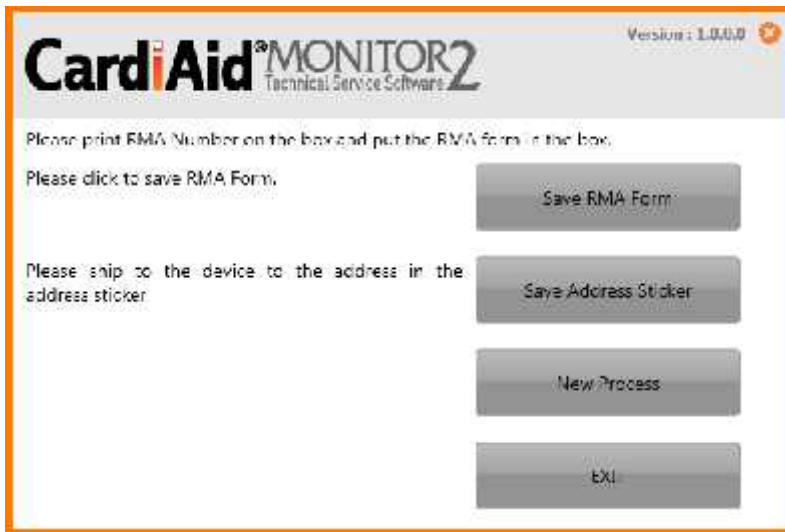 CardiAid® MONITOR2
Technical Service Software
Version : 1.0.0.0
Please print RMA Number on the box and put the RMA form in the box.
Please click to save RMA Form.
Save RMA Form
Please ship to the device to the address in the
address sticker
Save Address Sticker
New Process
EXIT